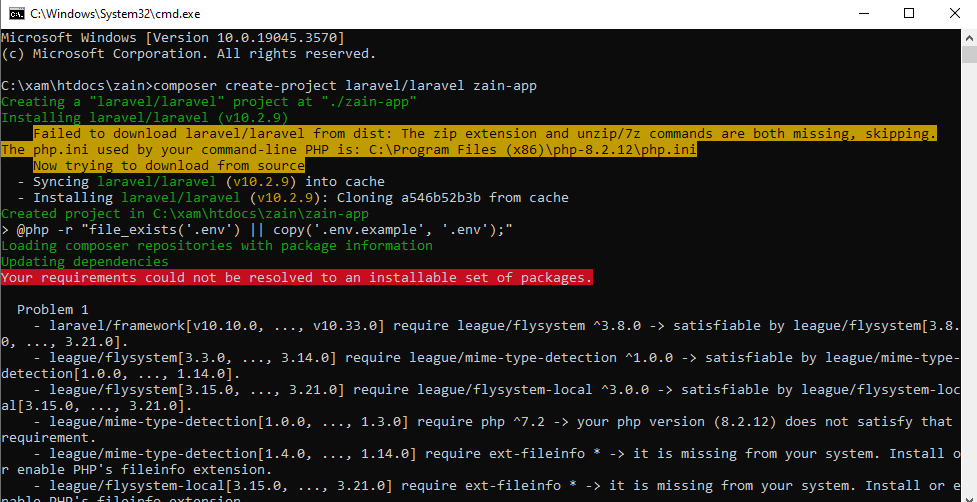 C:\Windows\System32\cmd.exe
Microsoft Windows [Version 10.0.19045.3570]
(c) Microsoft Corporation. All rights reserved.
C:\xam\htdocs\zain>composer create-project laravel/laravel zain-app
Creating a "laravel/laravel" project at "./zain-app"
Installing laravel/laravel (v10.2.9)
Failed to download laravel/laravel from dist: The zip extension and unzip/7z commands are both missing, skipping.
The php.ini used by your command-line PHP is: C:\Program Files (x86)\php-8.2.12\php.ini
Now trying to download from source
- Syncing laravel/laravel (v10.2.9) into cache
- Installing laravel/laravel (v10.2.9): Cloning a546b52b3b from cache
Created project in C:\xam\htdocs\zain\zain-app
> @php -r "file_exists('.env') || copy('.env.example', '.env');"
Loading composer repositories with package information
Updating dependencies
Your requirements could not be resolved to an installable set of packages.
Problem 1
- laravel/framework[v10.10.0, ..., v10.33.0] require league/flysystem ^3.8.0 -> satisfiable by league/flysystem[3.8.
0, ..., 3.21.0].
- league/flysystem[3.3.0, ..., 3.14.0] require league/mime-type-detection ^1.0.0 -> satisfiable by league/mime-type-
detection[1.0.0, ..., 1.14.0].
- league/flysystem[3.15.0, ..., 3.21.0] require league/flysystem-local ^3.0.0 -> satisfiable by league/flysystem-loc
al[3.15.0, ..., 3.21.0].
- league/mime-type-detection[1.0.0, ..., 1.3.0] require php ^7.2 -> your php version (8.2.12) does not satisfy that
requirement.
- league/mime-type-detection[1.4.0, ..., 1.14.0] require ext-fileinfo * -> it is missing from your system. Install o
r enable PHP's fileinfo extension.
- league/flysystem-local[3.15.0, ..., 3.21.0] require ext-fileinfo * -> it is missing from your system. Install or e
nable PHP's fileinfo extension.